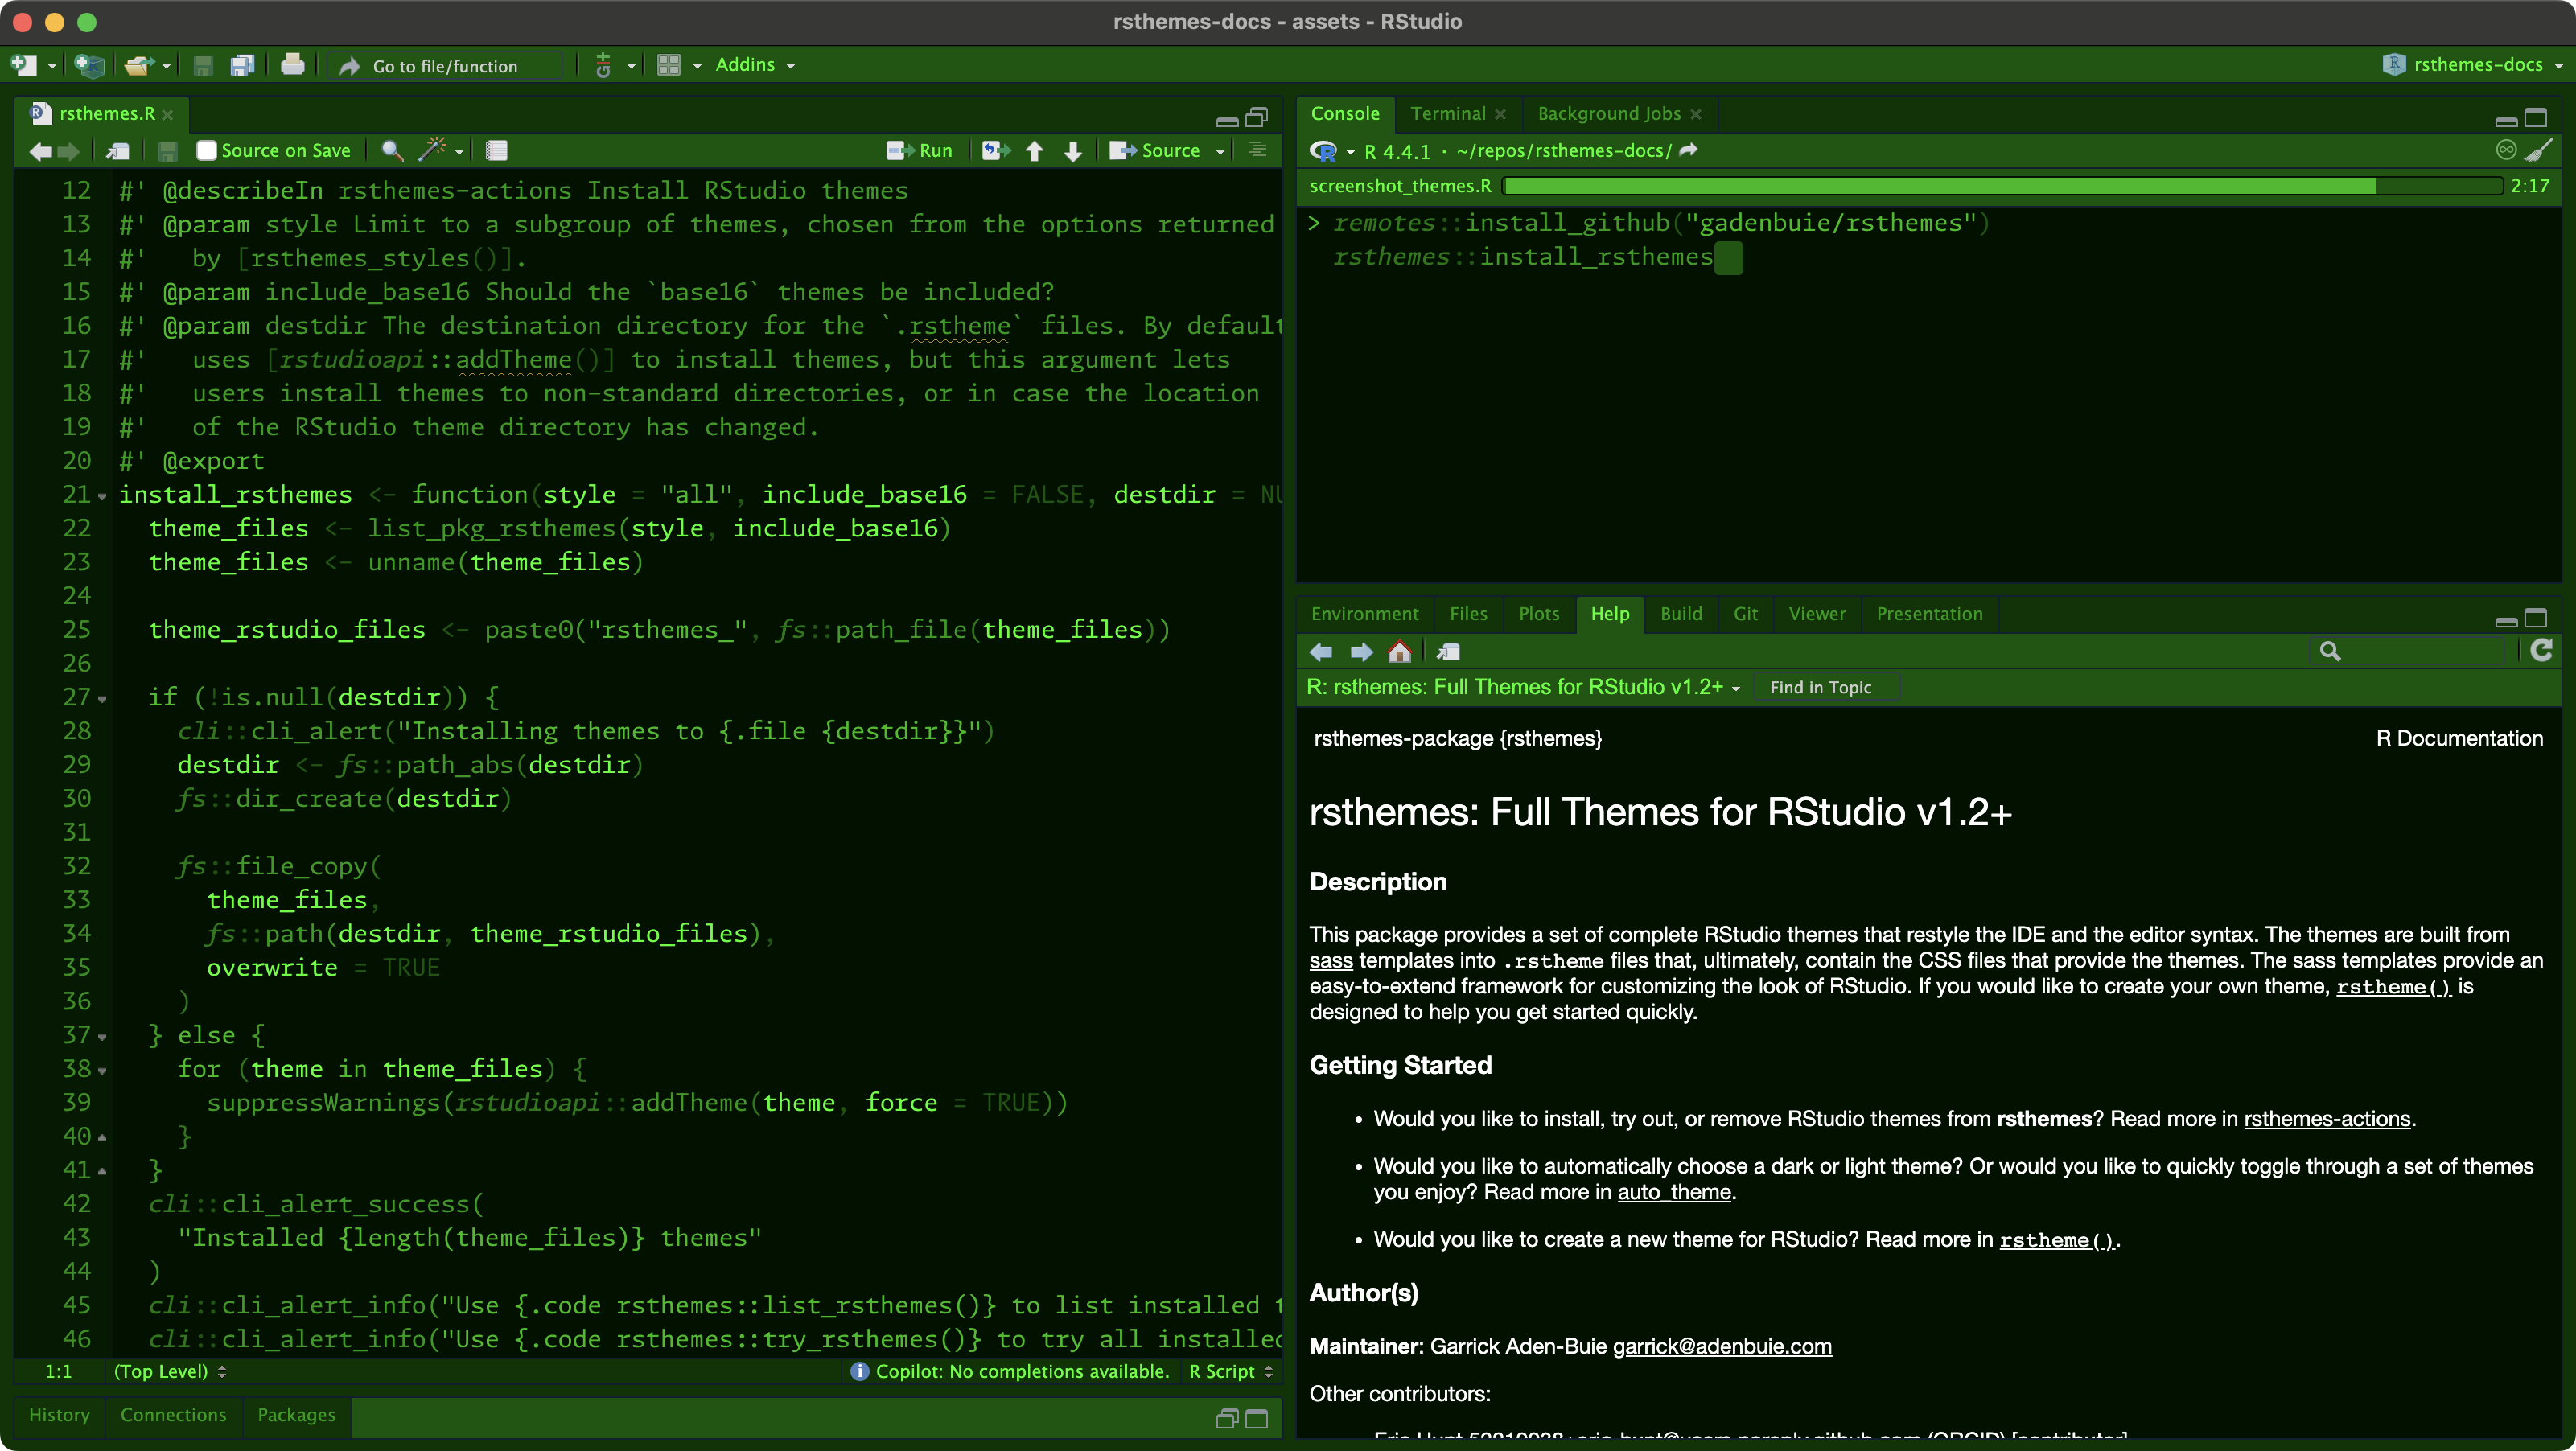 rsthemes-docs - assets - RStudio
Go to file/function
Addins
rsthemes-docs
rsthemes.R
Source on Save
Run
Source
12 #' @describeIn rsthemes-actions Install RStudio themes
13 #' @param style Limit to a subgroup of themes, chosen from the options returned
14 #'   by [rsthemes_styles()].
15 #' @param include_base16 Should the `base16` themes be included?
16 #' @param destdir The destination directory for the `.rstheme` files. By default
17 #'   uses [rstudioapi::addTheme()] to install themes, but this argument lets
18 #'   users install themes to non-standard directories, or in case the location
19 #'   of the RStudio theme directory has changed.
20 #' @export
21 install_rsthemes <- function(style = "all", include_base16 = FALSE, destdir = NU
22   theme_files <- list_pkg_rsthemes(style, include_base16)
23   theme_files <- unname(theme_files)
24
25   theme_rstudio_files <- paste0("rsthemes_", fs::path_file(theme_files))
26
27   if (!is.null(destdir)) {
28     cli::cli_alert("Installing themes to {.file {destdir}}")
29     destdir <- fs::path_abs(destdir)
30     fs::dir_create(destdir)
31
32     fs::file_copy(
33       theme_files,
34       fs::path(destdir, theme_rstudio_files),
35       overwrite = TRUE
36     )
37   } else {
38     for (theme in theme_files) {
39       suppressWarnings(rstudioapi::addTheme(theme, force = TRUE))
40     }
41   }
42   cli::cli_alert_success(
43     "Installed {length(theme_files)} themes"
44   )
45   cli::cli_alert_info("Use {.code rsthemes::list_rsthemes()} to list installed t
46   cli::cli_alert_info("Use {.code rsthemes::try_rsthemes()} to try all installed
1:1 (Top Level)
Copilot: No completions available.
R Script
History Connections Packages
Console Terminal Background Jobs
R 4.4.1 · ~/repos/rsthemes-docs/
screenshot_themes.R 2:17
> remotes::install_github("gadenbuie/rsthemes")
rsthemes::install_rsthemes
Environment Files Plots Help Build Git Viewer Presentation
R: rsthemes: Full Themes for RStudio v1.2+
Find in Topic
rsthemes-package {rsthemes}
R Documentation
rsthemes: Full Themes for RStudio v1.2+
Description
This package provides a set of complete RStudio themes that restyle the IDE and the editor syntax. The themes are built from
sass templates into .rstheme files that, ultimately, contain the CSS files that provide the themes. The sass templates provide an
easy-to-extend framework for customizing the look of RStudio. If you would like to create your own theme, rstheme() is
designed to help you get started quickly.
Getting Started
• Would you like to install, try out, or remove RStudio themes from rsthemes? Read more in rsthemes-actions.
• Would you like to automatically choose a dark or light theme? Or would you like to quickly toggle through a set of themes
you enjoy? Read more in auto_theme.
• Would you like to create a new theme for RStudio? Read more in rstheme().
Author(s)
Maintainer: Garrick Aden-Buie garrick@adenbuie.com
Other contributors:
Eric Hunt
(ORCID) [contributor]